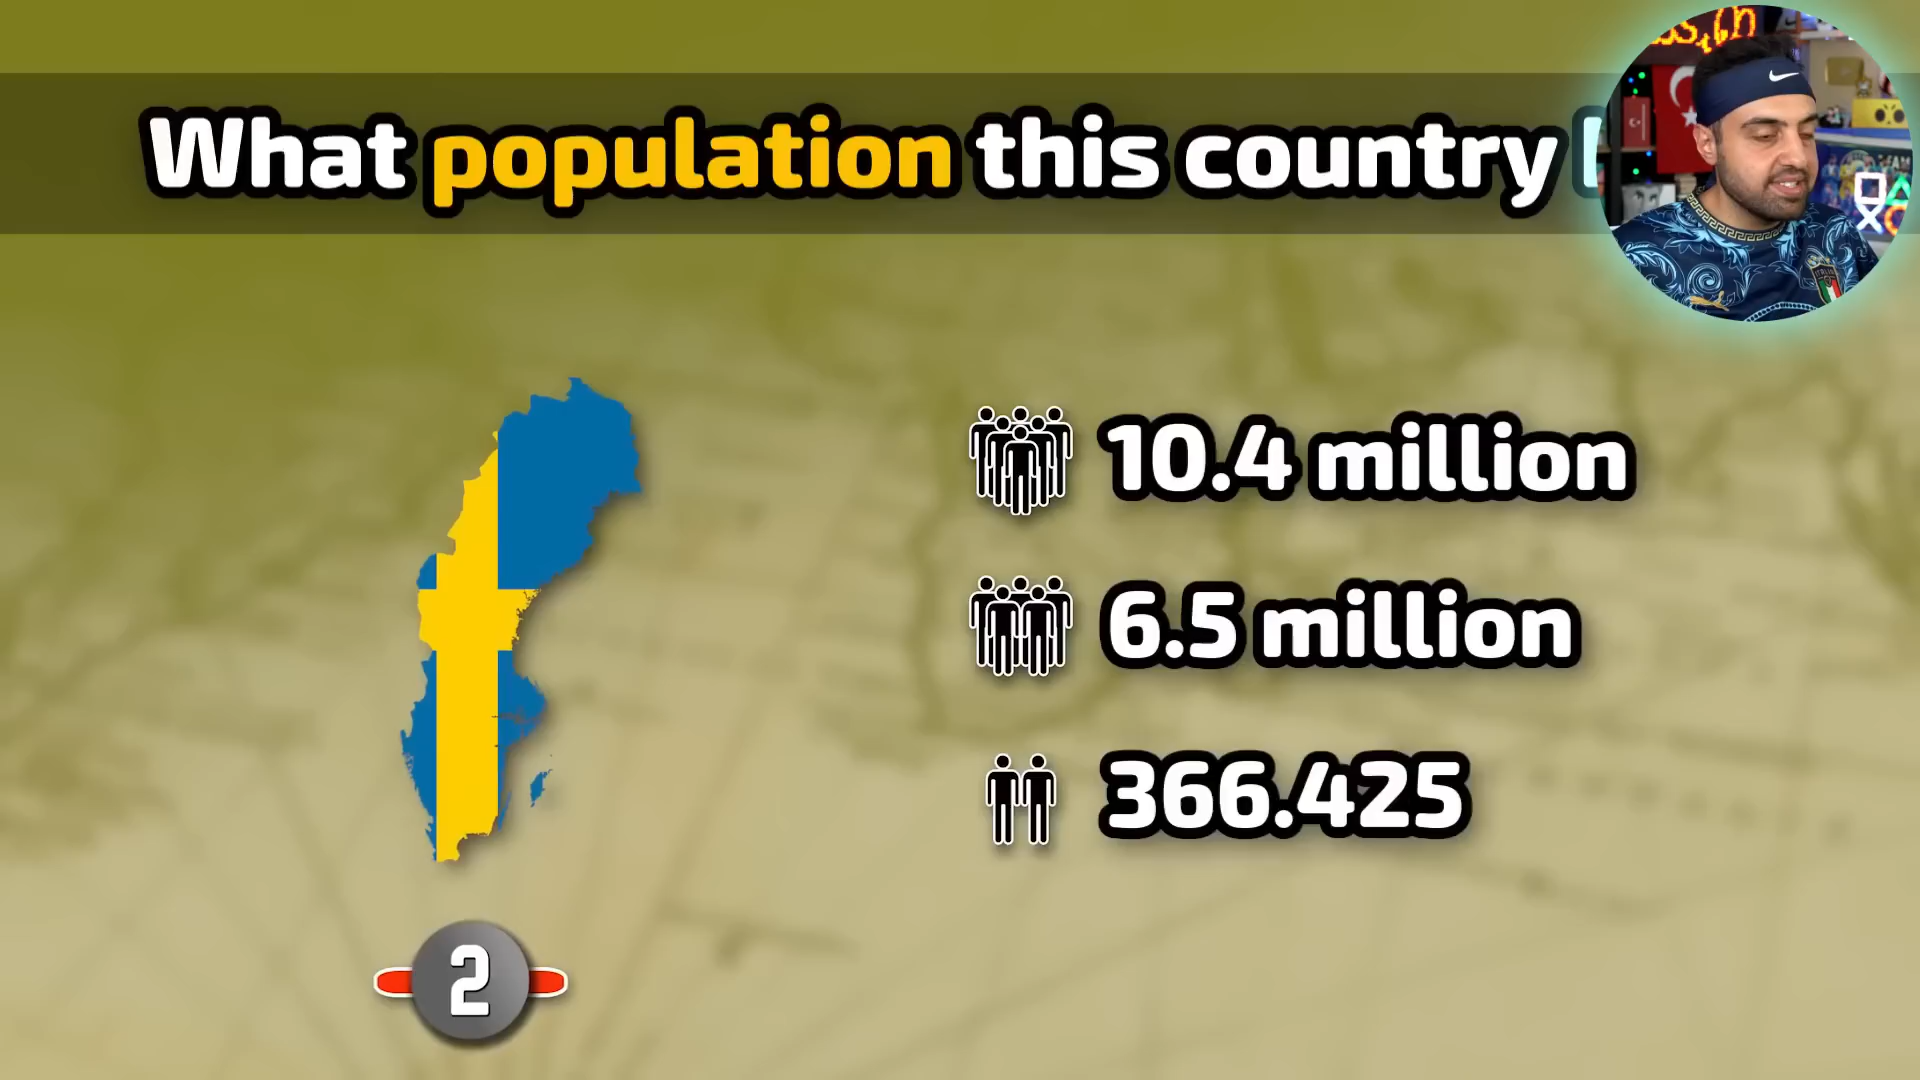 What population this country
10.4 million
6.5 million
366.425
2